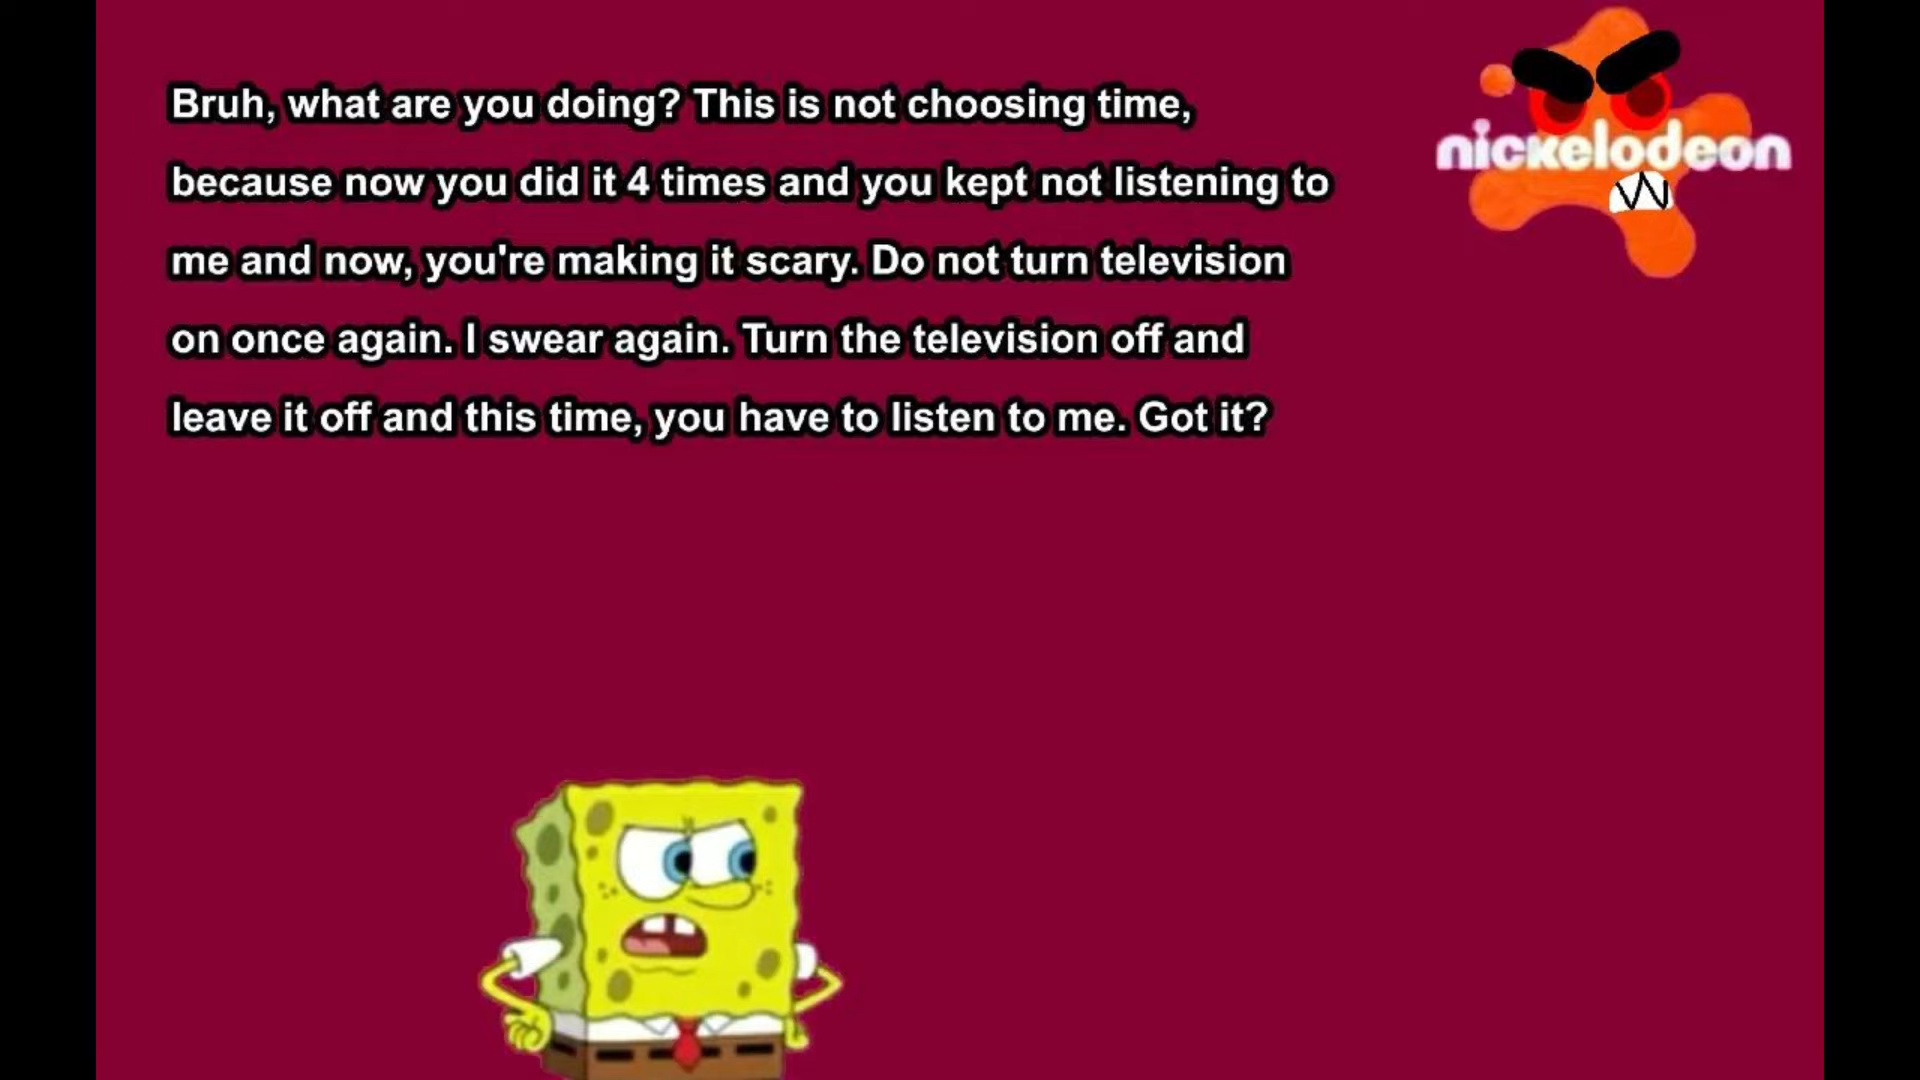 Bruh, what are you doing? This is not choosing time,
because now you did it 4 times and you kept not listening to
me and now, you're making it scary. Do not turn television
on once again. I swear again. Turn the television off and
leave it off and this time, you have to listen to me. Got it?
nickelodeon